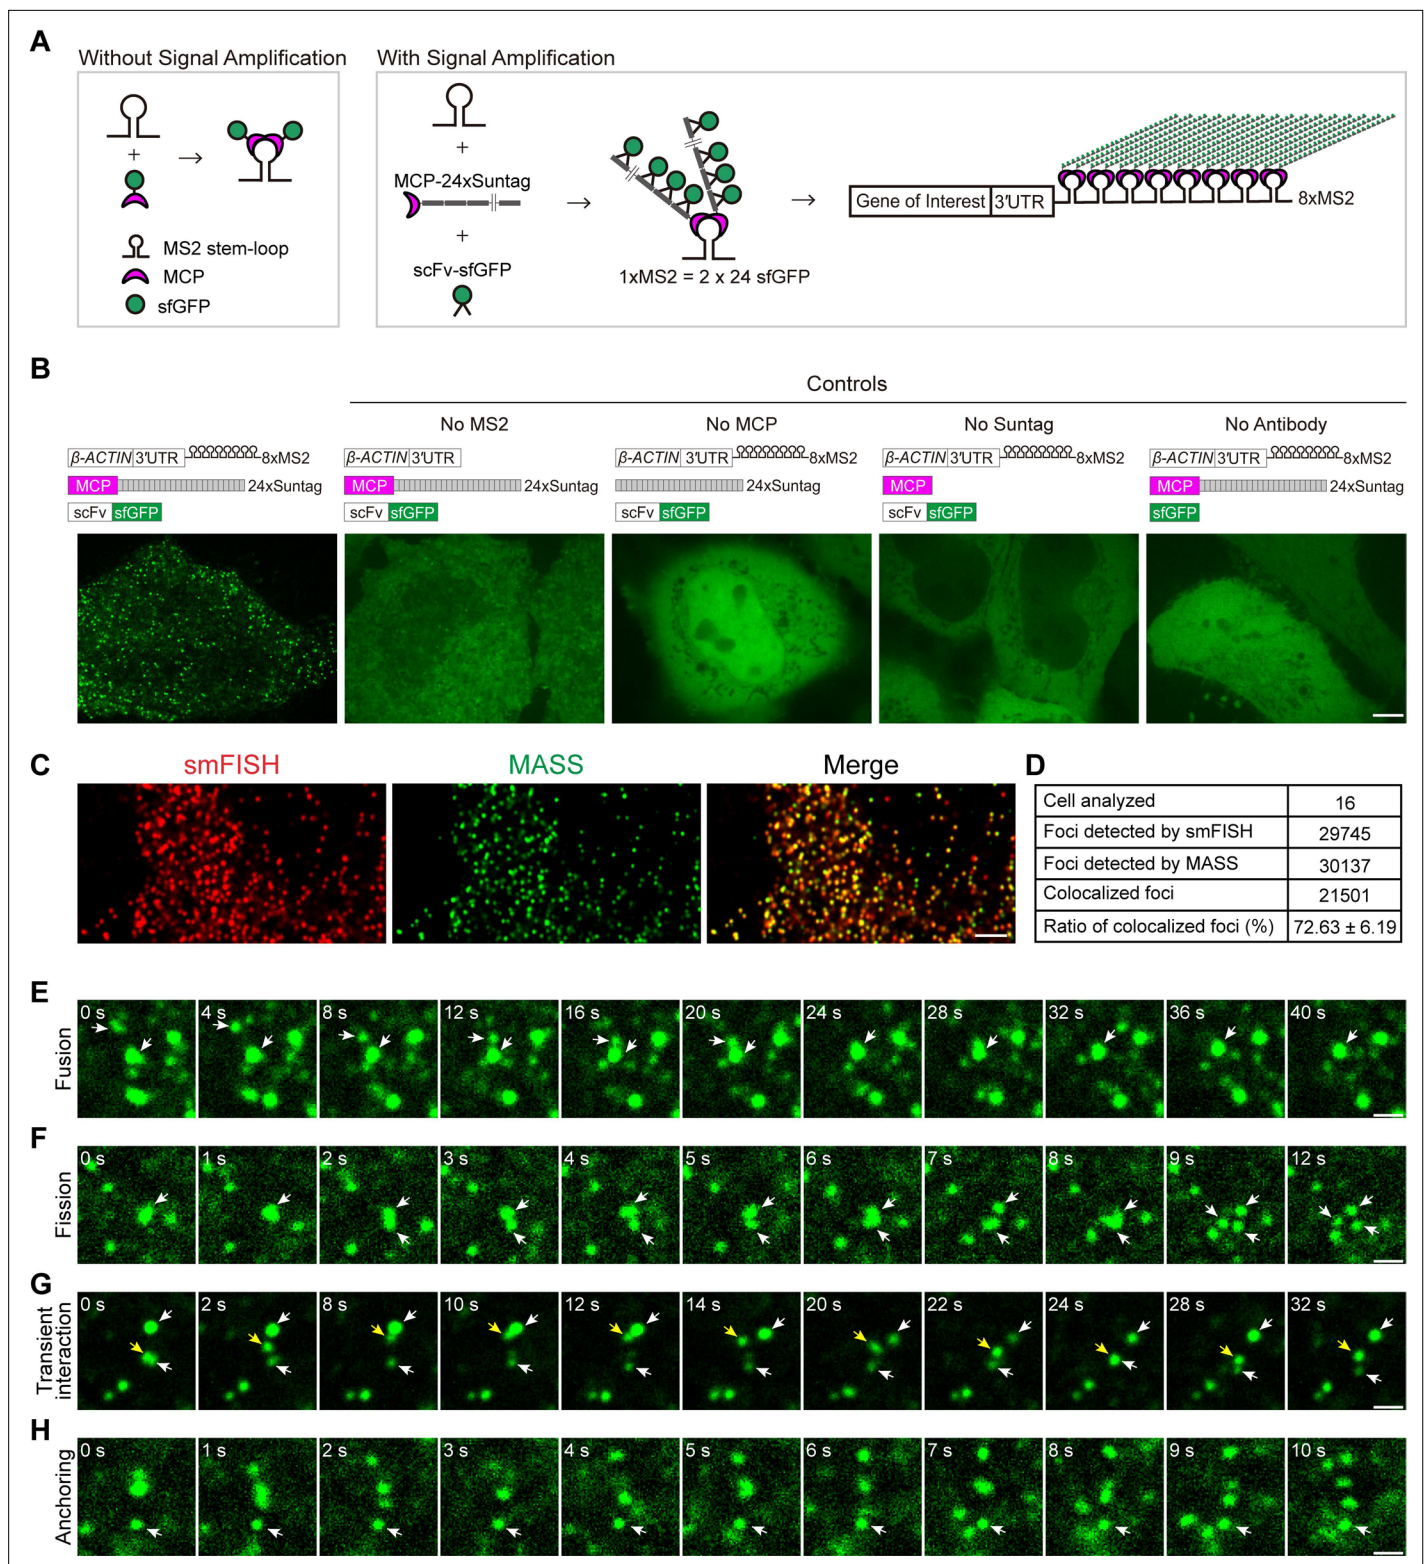 A
Without Signal Amplification
With Signal Amplification
+
MS2 stem-loop
MCP
sfGFP
+
MCP-24xSuntag
+
scFv-sfGFP
1xMS2 = 2 x 24 sfGFP
Gene of Interest 3'UTR
8xMS2
B
Controls
No MS2
No MCP
No Suntag
No Antibody
β-ACTIN 3'UTR 8xMS2
MCP 24xSuntag
scFv sfGFP
β-ACTIN 3'UTR
MCP 24xSuntag
scFv sfGFP
β-ACTIN 3'UTR 8xMS2
24xSuntag
scFv sfGFP
β-ACTIN 3'UTR 8xMS2
MCP
scFv sfGFP
β-ACTIN 3'UTR 8xMS2
MCP 24xSuntag
sfGFP
C
smFISH
MASS
Merge
D
Cell analyzed 16
Foci detected by smFISH 29745
Foci detected by MASS 30137
Colocalized foci 21501
Ratio of colocalized foci (%) 72.63 ± 6.19
E
Fusion
0 s 4 s 8 s 12 s 16 s 20 s 24 s 28 s 32 s 36 s 40 s
F
Fission
0 s 1 s 2 s 3 s 4 s 5 s 6 s 7 s 8 s 9 s 12 s
G
Transient
interaction
0 s 2 s 8 s 10 s 12 s 14 s 20 s 22 s 24 s 28 s 32 s
H
Anchoring
0 s 1 s 2 s 3 s 4 s 5 s 6 s 7 s 8 s 9 s 10 s